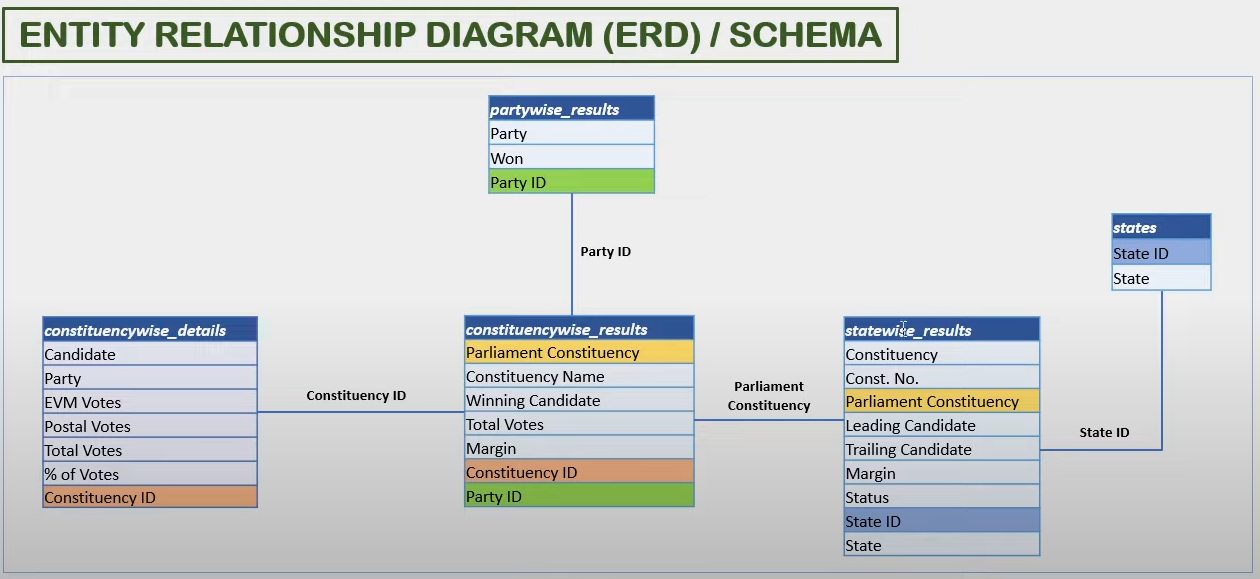 ENTITY RELATIONSHIP DIAGRAM (ERD) / SCHEMA
partywise_results
Party
Won
Party ID
Party ID
states
State ID
State
constituencywise_details
Candidate
Party
EVM Votes
Postal Votes
Total Votes
% of Votes
Constituency ID
Constituency ID
constituencywise_results
Parliament Constituency
Constituency Name
Winning Candidate
Total Votes
Margin
Constituency ID
Party ID
Parliament
Constituency
statewise_results
Constituency
Const. No.
Parliament Constituency
Leading Candidate
Trailing Candidate
Margin
Status
State ID
State
State ID